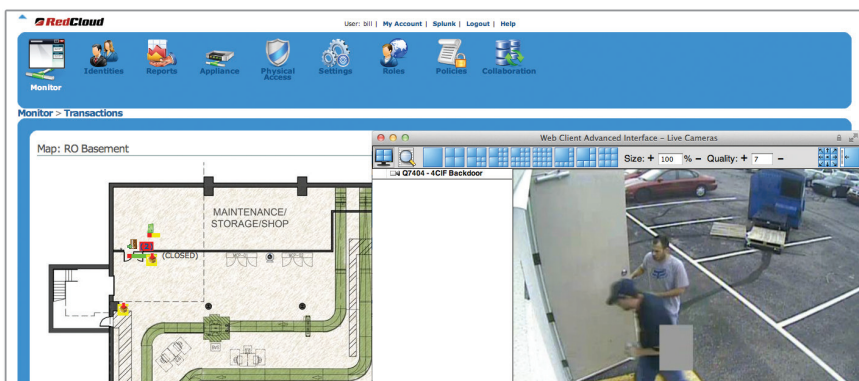 RedCloud
User: bill | My Account | Splunk | Logout | Help
Monitor
Identities
Reports
Appliance
Physical Access
Settings
Roles
Policies
Collaboration
Monitor > Transactions
Map: RO Basement
Web Client Advanced Interface – Live Cameras
Size: + 100 % – Quality: + 7 –
Q7404 - 4CIF Backdoor
MAINTENANCE/
STORAGE/SHOP
(CLOSED)